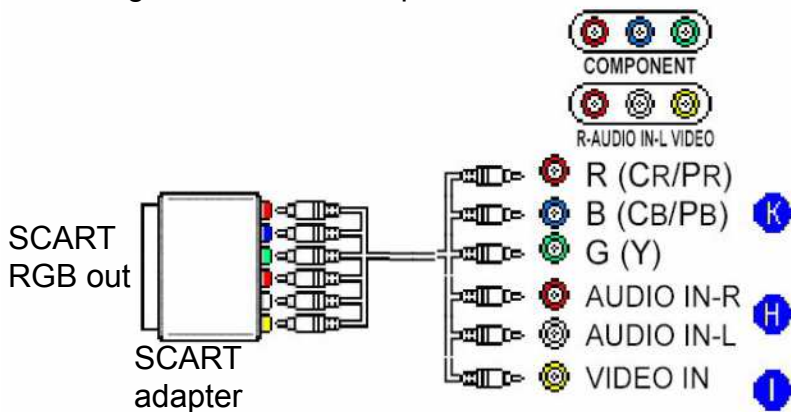 COMPONENT
R-AUDIO IN-L VIDEO
R (CR/PR)
B (CB/PB)
K
G (Y)
SCART
RGB out
AUDIO IN-R
H
AUDIO IN-L
SCART
adapter
VIDEO IN
I